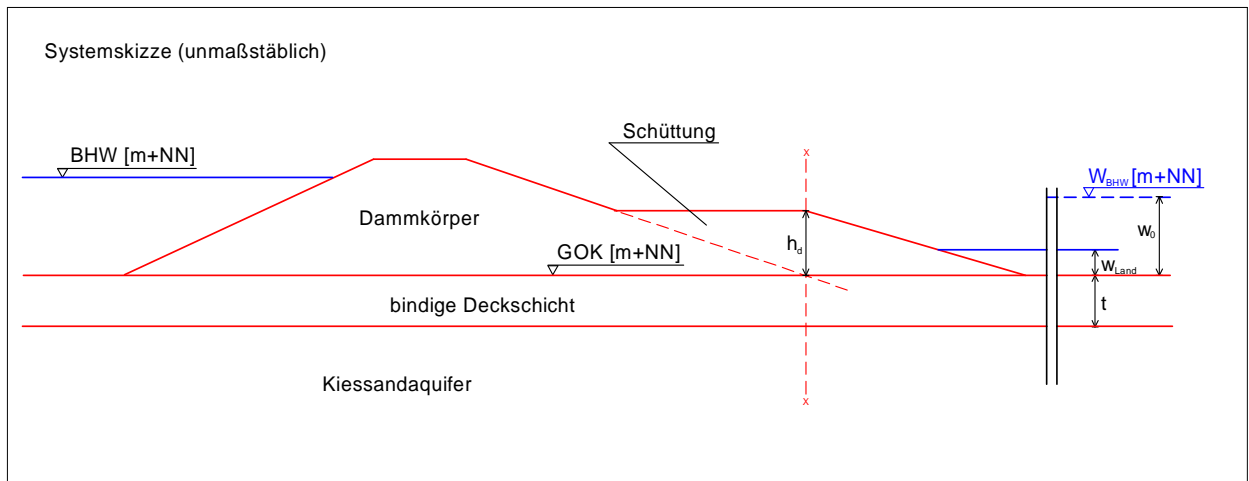 Systemskizze (unmaßstäblich)
Schüttung
BHW [m+NN]
W_BHW [m+NN]
Dammkörper
h_d
w_0
GOK [m+NN]
w_Land
bindige Deckschicht
t
Kiessandaquifer
x
x